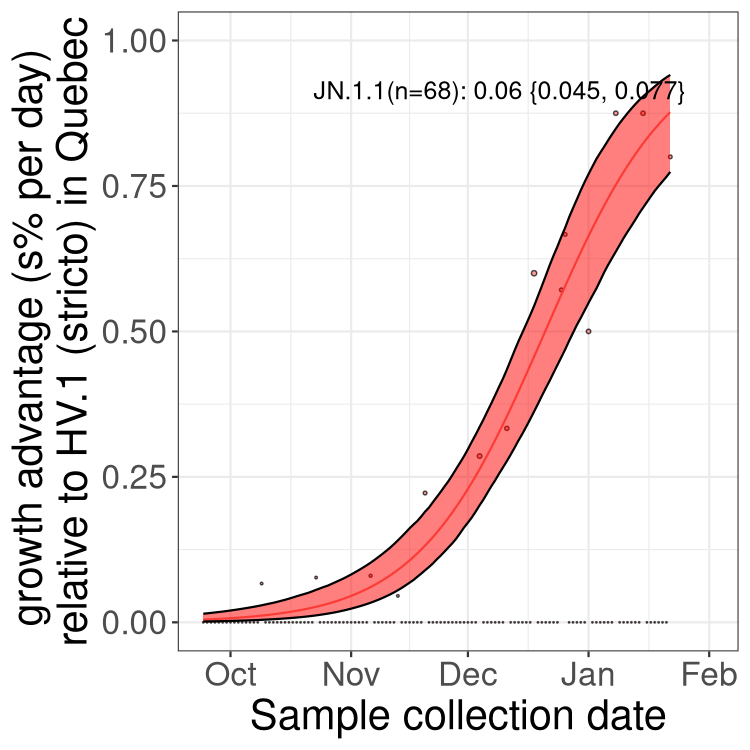 growth advantage (s% per day)
relative to HV.1 (stricto) in Quebec
1.00
0.75
0.50
0.25
0.00
JN.1.1(n=68): 0.06 {0.045, 0.077}
Oct Nov Dec Jan Feb
Sample collection date